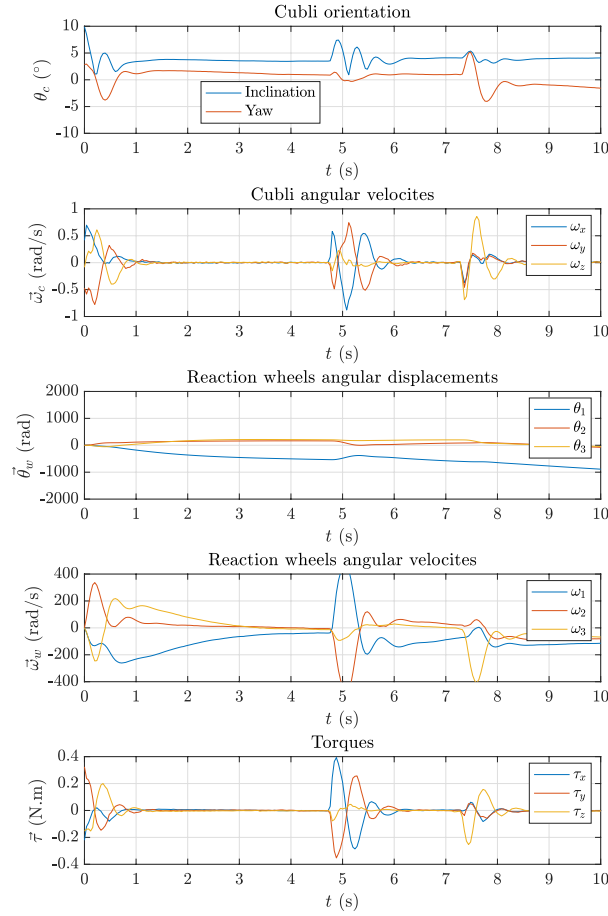 Cubli orientation
10
5
0
-5
-10
θc (°)
Inclination
Yaw
0 1 2 3 4 5 6 7 8 9 10
t (s)
Cubli angular velocites
1
0.5
0
-0.5
-1
ω⃗c (rad/s)
ωx
ωy
ωz
0 1 2 3 4 5 6 7 8 9 10
t (s)
Reaction wheels angular displacements
2000
1000
0
-1000
-2000
θ⃗w (rad)
θ1
θ2
θ3
0 1 2 3 4 5 6 7 8 9 10
t (s)
Reaction wheels angular velocites
400
200
0
-200
-400
ω⃗w (rad/s)
ω1
ω2
ω3
0 1 2 3 4 5 6 7 8 9 10
t (s)
Torques
0.4
0.2
0
-0.2
-0.4
τ⃗ (N.m)
τx
τy
τz
0 1 2 3 4 5 6 7 8 9 10
t (s)